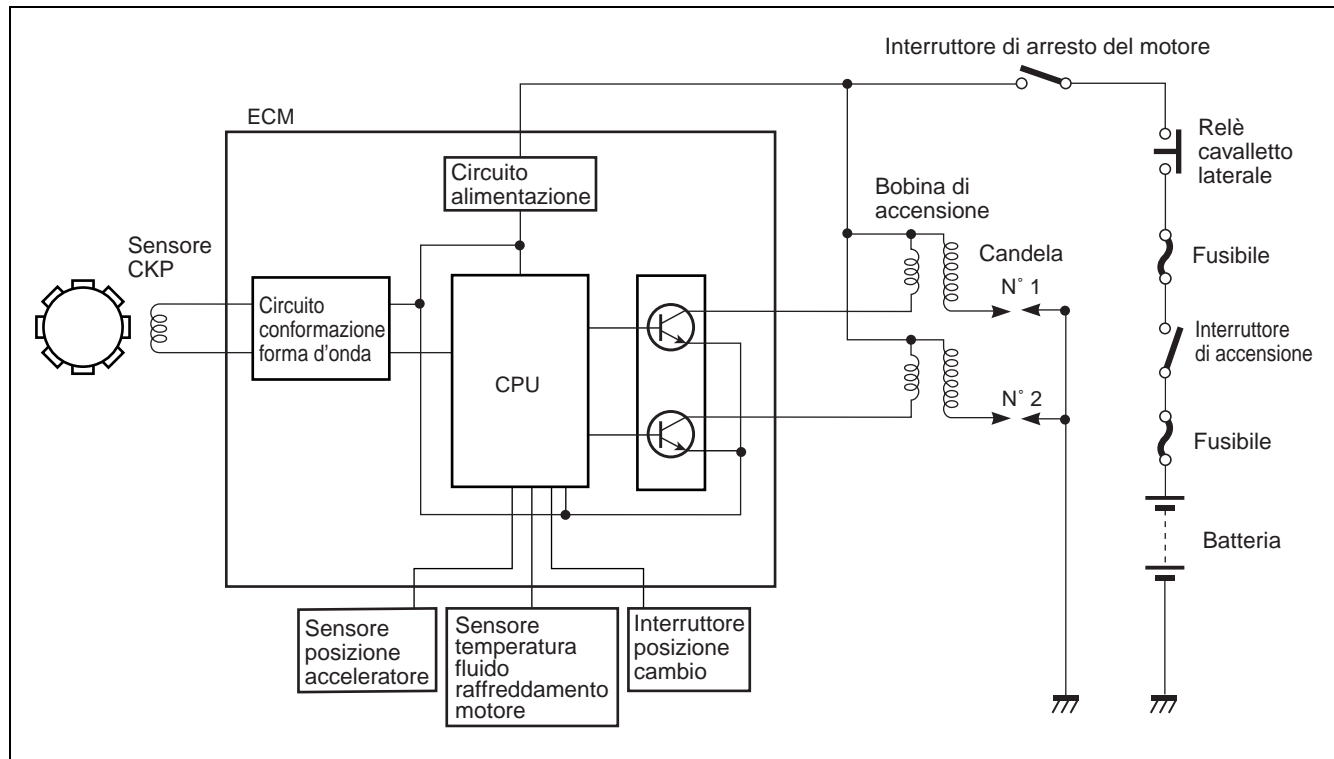 Interruttore di arresto del motore
ECM
Relè
cavalletto
laterale
Circuito
alimentazione
Bobina di
accensione
Sensore
CKP
Candela
Fusibile
N° 1
Circuito
conformazione
forma d'onda
Interruttore
di accensione
CPU
N° 2
Fusibile
Batteria
Sensore
posizione
acceleratore
Sensore
temperatura
fluido
raffreddamento
motore
Interruttore
posizione
cambio